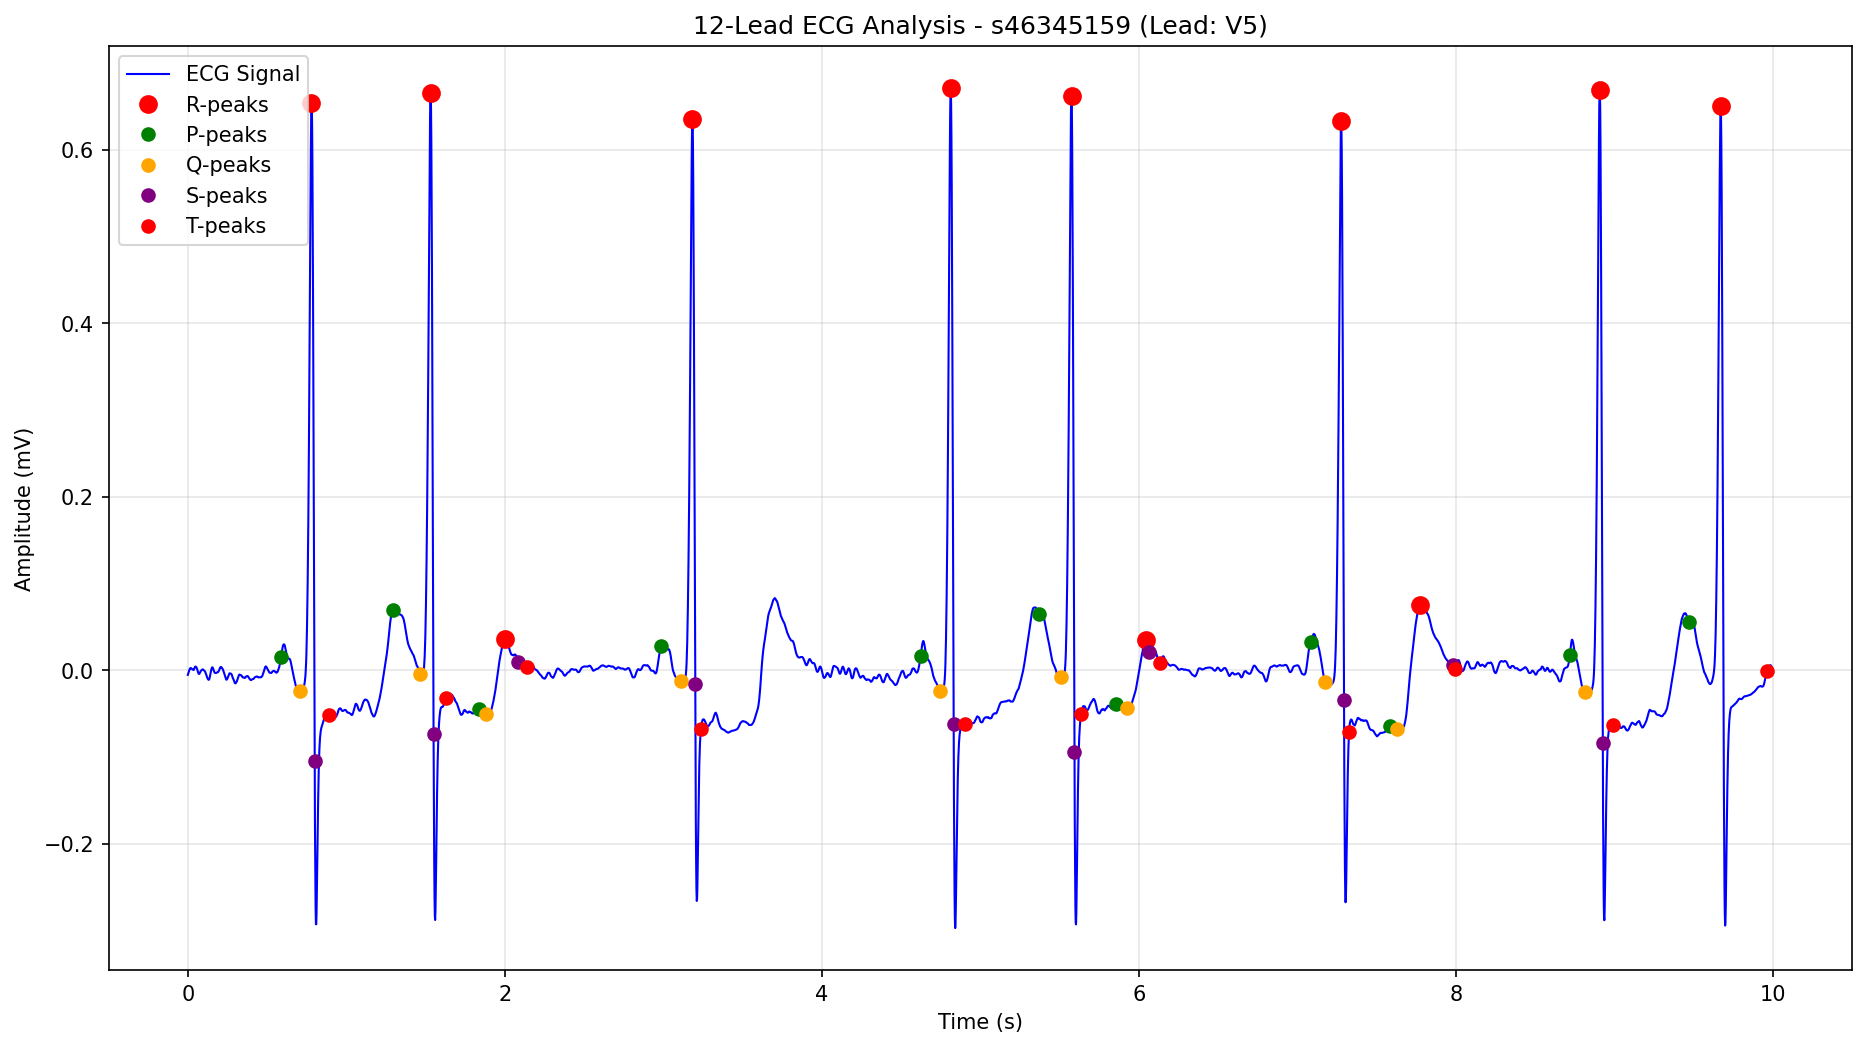 12-Lead ECG Analysis - s46345159 (Lead: V5)
ECG Signal
R-peaks
P-peaks
Q-peaks
S-peaks
T-peaks
Amplitude (mV)
0.6
0.4
0.2
0.0
−0.2
0 2 4 6 8 10
Time (s)